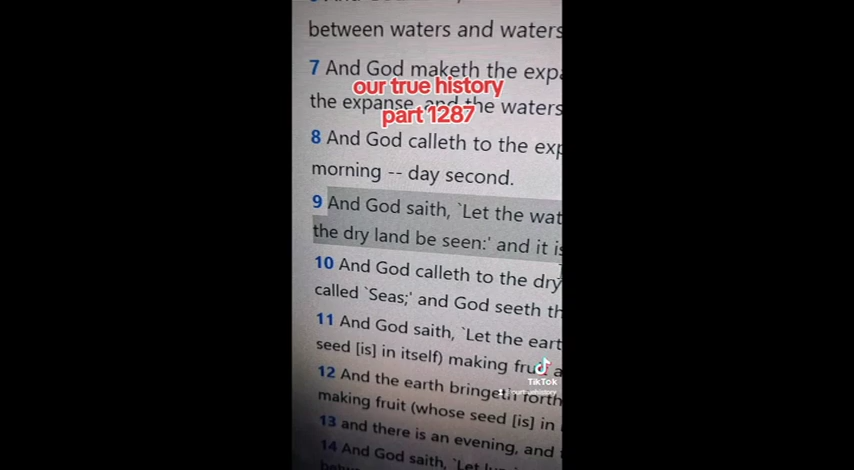 between waters and waters
7 And God maketh the exp
our true history
the expanse, and the waters
part 1287
8 And God calleth to the exp
morning -- day second.
9 And God saith, `Let the wat
the dry land be seen:' and it is
10 And God calleth to the dry
called `Seas;' and God seeth th
11 And God saith, `Let the eart
seed [is] in itself) making fruit a
TikTok
12 And the earth bringeth forth
making fruit (whose seed [is] in
13 and there is an evening, and
14 And God saith, `Let